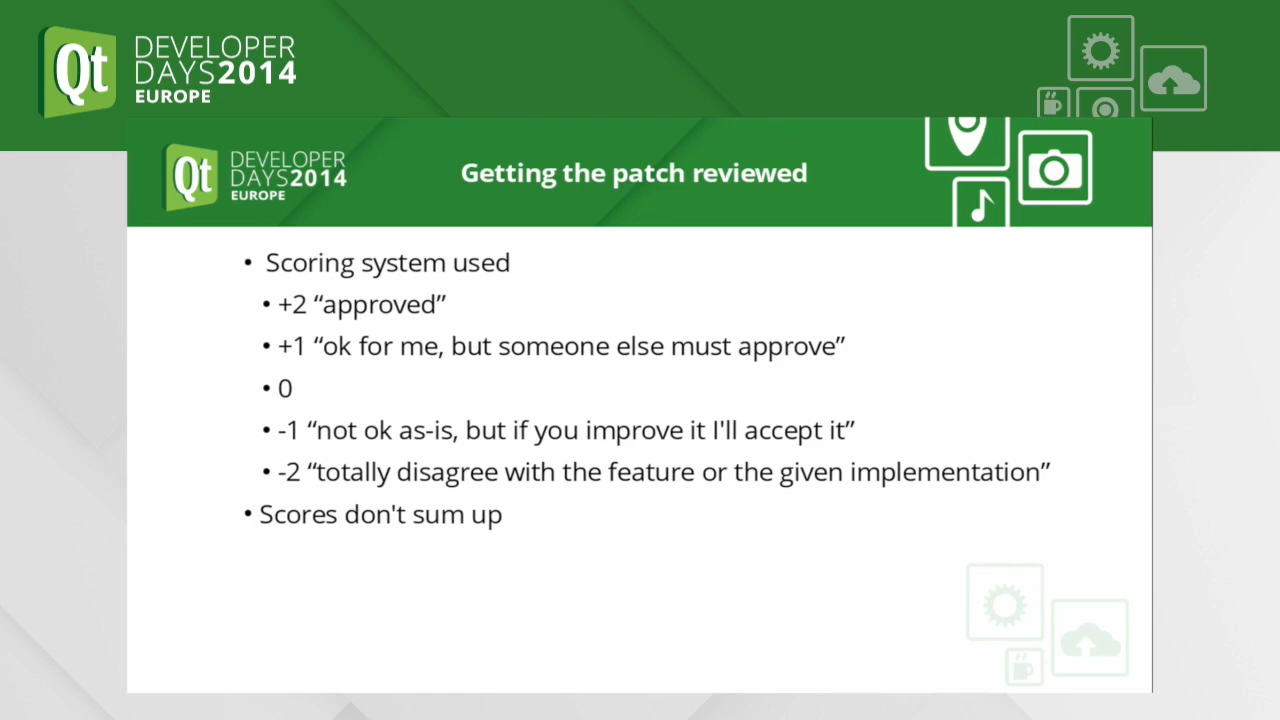 Qt DEVELOPER
DAYS2014
EUROPE
Qt DEVELOPER
DAYS2014
EUROPE
Getting the patch reviewed
• Scoring system used
• +2 “approved”
• +1 “ok for me, but someone else must approve”
• 0
• -1 “not ok as-is, but if you improve it I'll accept it”
• -2 “totally disagree with the feature or the given implementation”
• Scores don't sum up